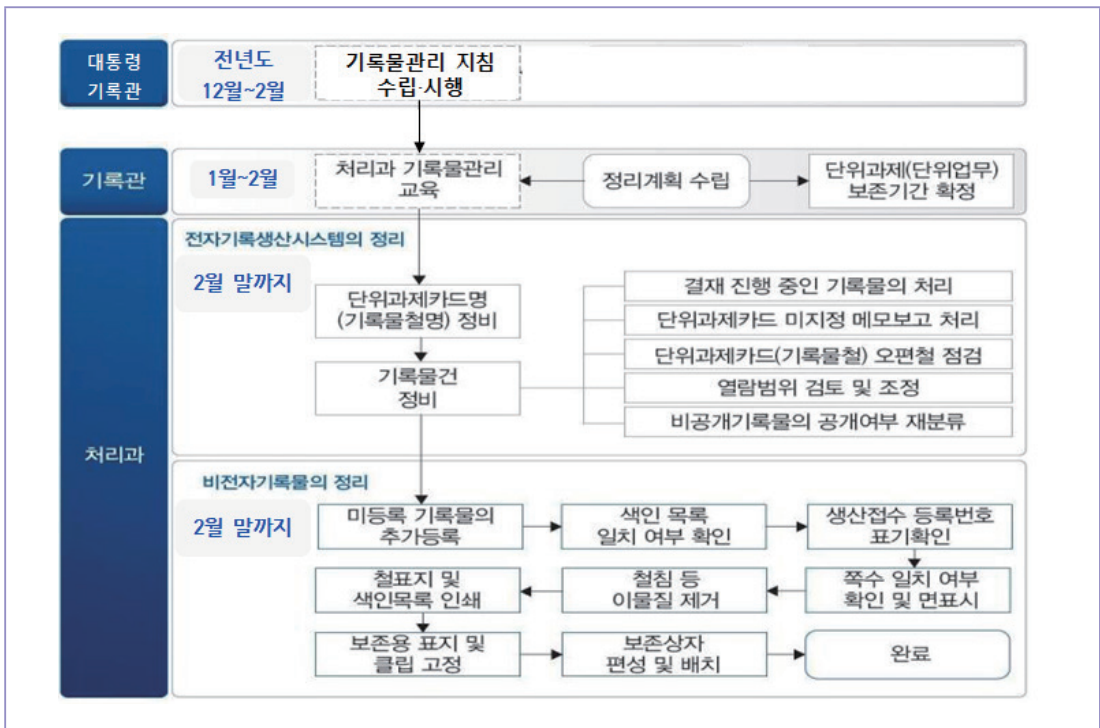 대통령
기록관
전년도
12월~2월
기록물관리 지침
수립·시행
기록관
1월~2월
처리과 기록물관리
교육
정리계획 수립
단위과제(단위업무)
보존기간 확정
처리과
전자기록생산시스템의 정리
2월 말까지
단위과제카드명
(기록물철명) 정비
기록물건
정비
결재 진행 중인 기록물의 처리
단위과제카드 미지정 메모보고 처리
단위과제카드(기록물철) 오편철 점검
열람범위 검토 및 조정
비공개기록물의 공개여부 재분류
비전자기록물의 정리
2월 말까지
미등록 기록물의
추가등록
색인 목록
일치 여부 확인
생산접수 등록번호
표기확인
철표지 및
색인목록 인쇄
철침 등
이물질 제거
쪽수 일치 여부
확인 및 면표시
보존용 표지 및
클립 고정
보존상자
편성 및 배치
완료